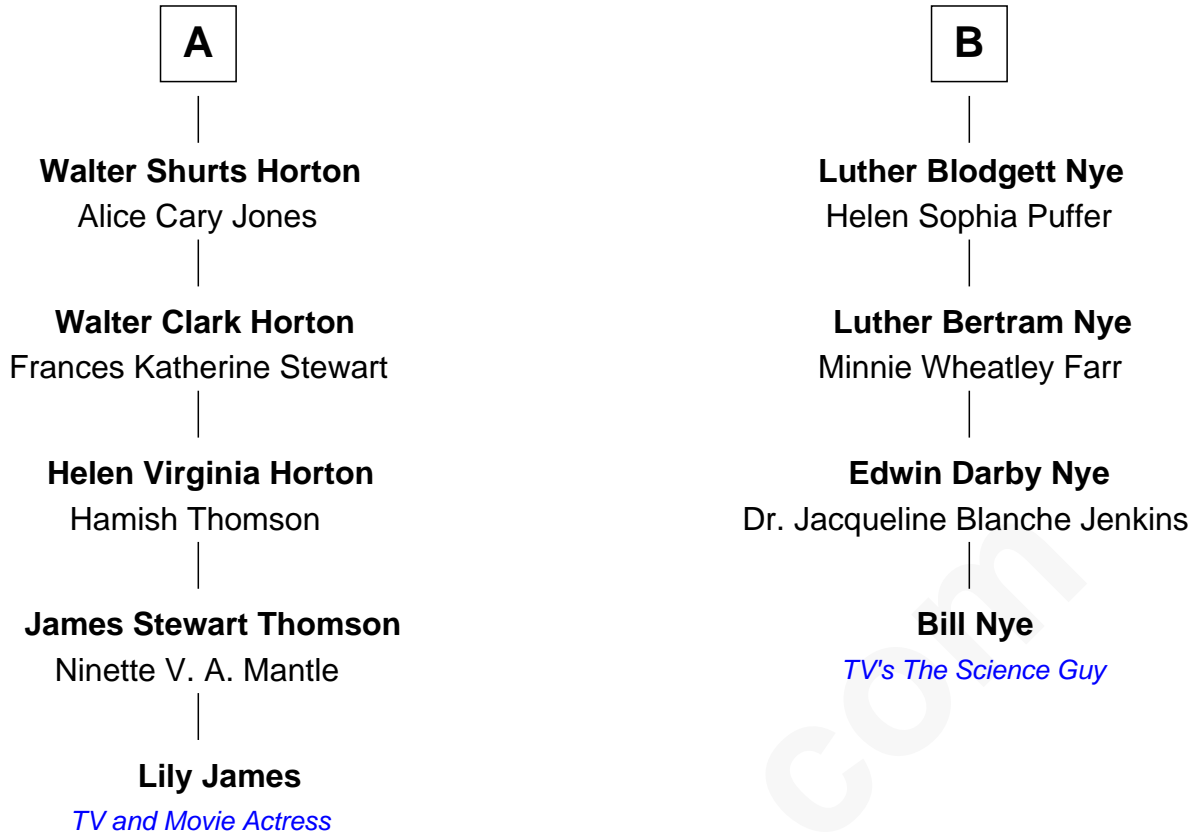 A
Walter Shurts Horton
Alice Cary Jones
Walter Clark Horton
Frances Katherine Stewart
Helen Virginia Horton
Hamish Thomson
James Stewart Thomson
Ninette V. A. Mantle
Lily James
TV and Movie Actress
B
Luther Blodgett Nye
Helen Sophia Puffer
Luther Bertram Nye
Minnie Wheatley Farr
Edwin Darby Nye
Dr. Jacqueline Blanche Jenkins
Bill Nye
TV's The Science Guy
com